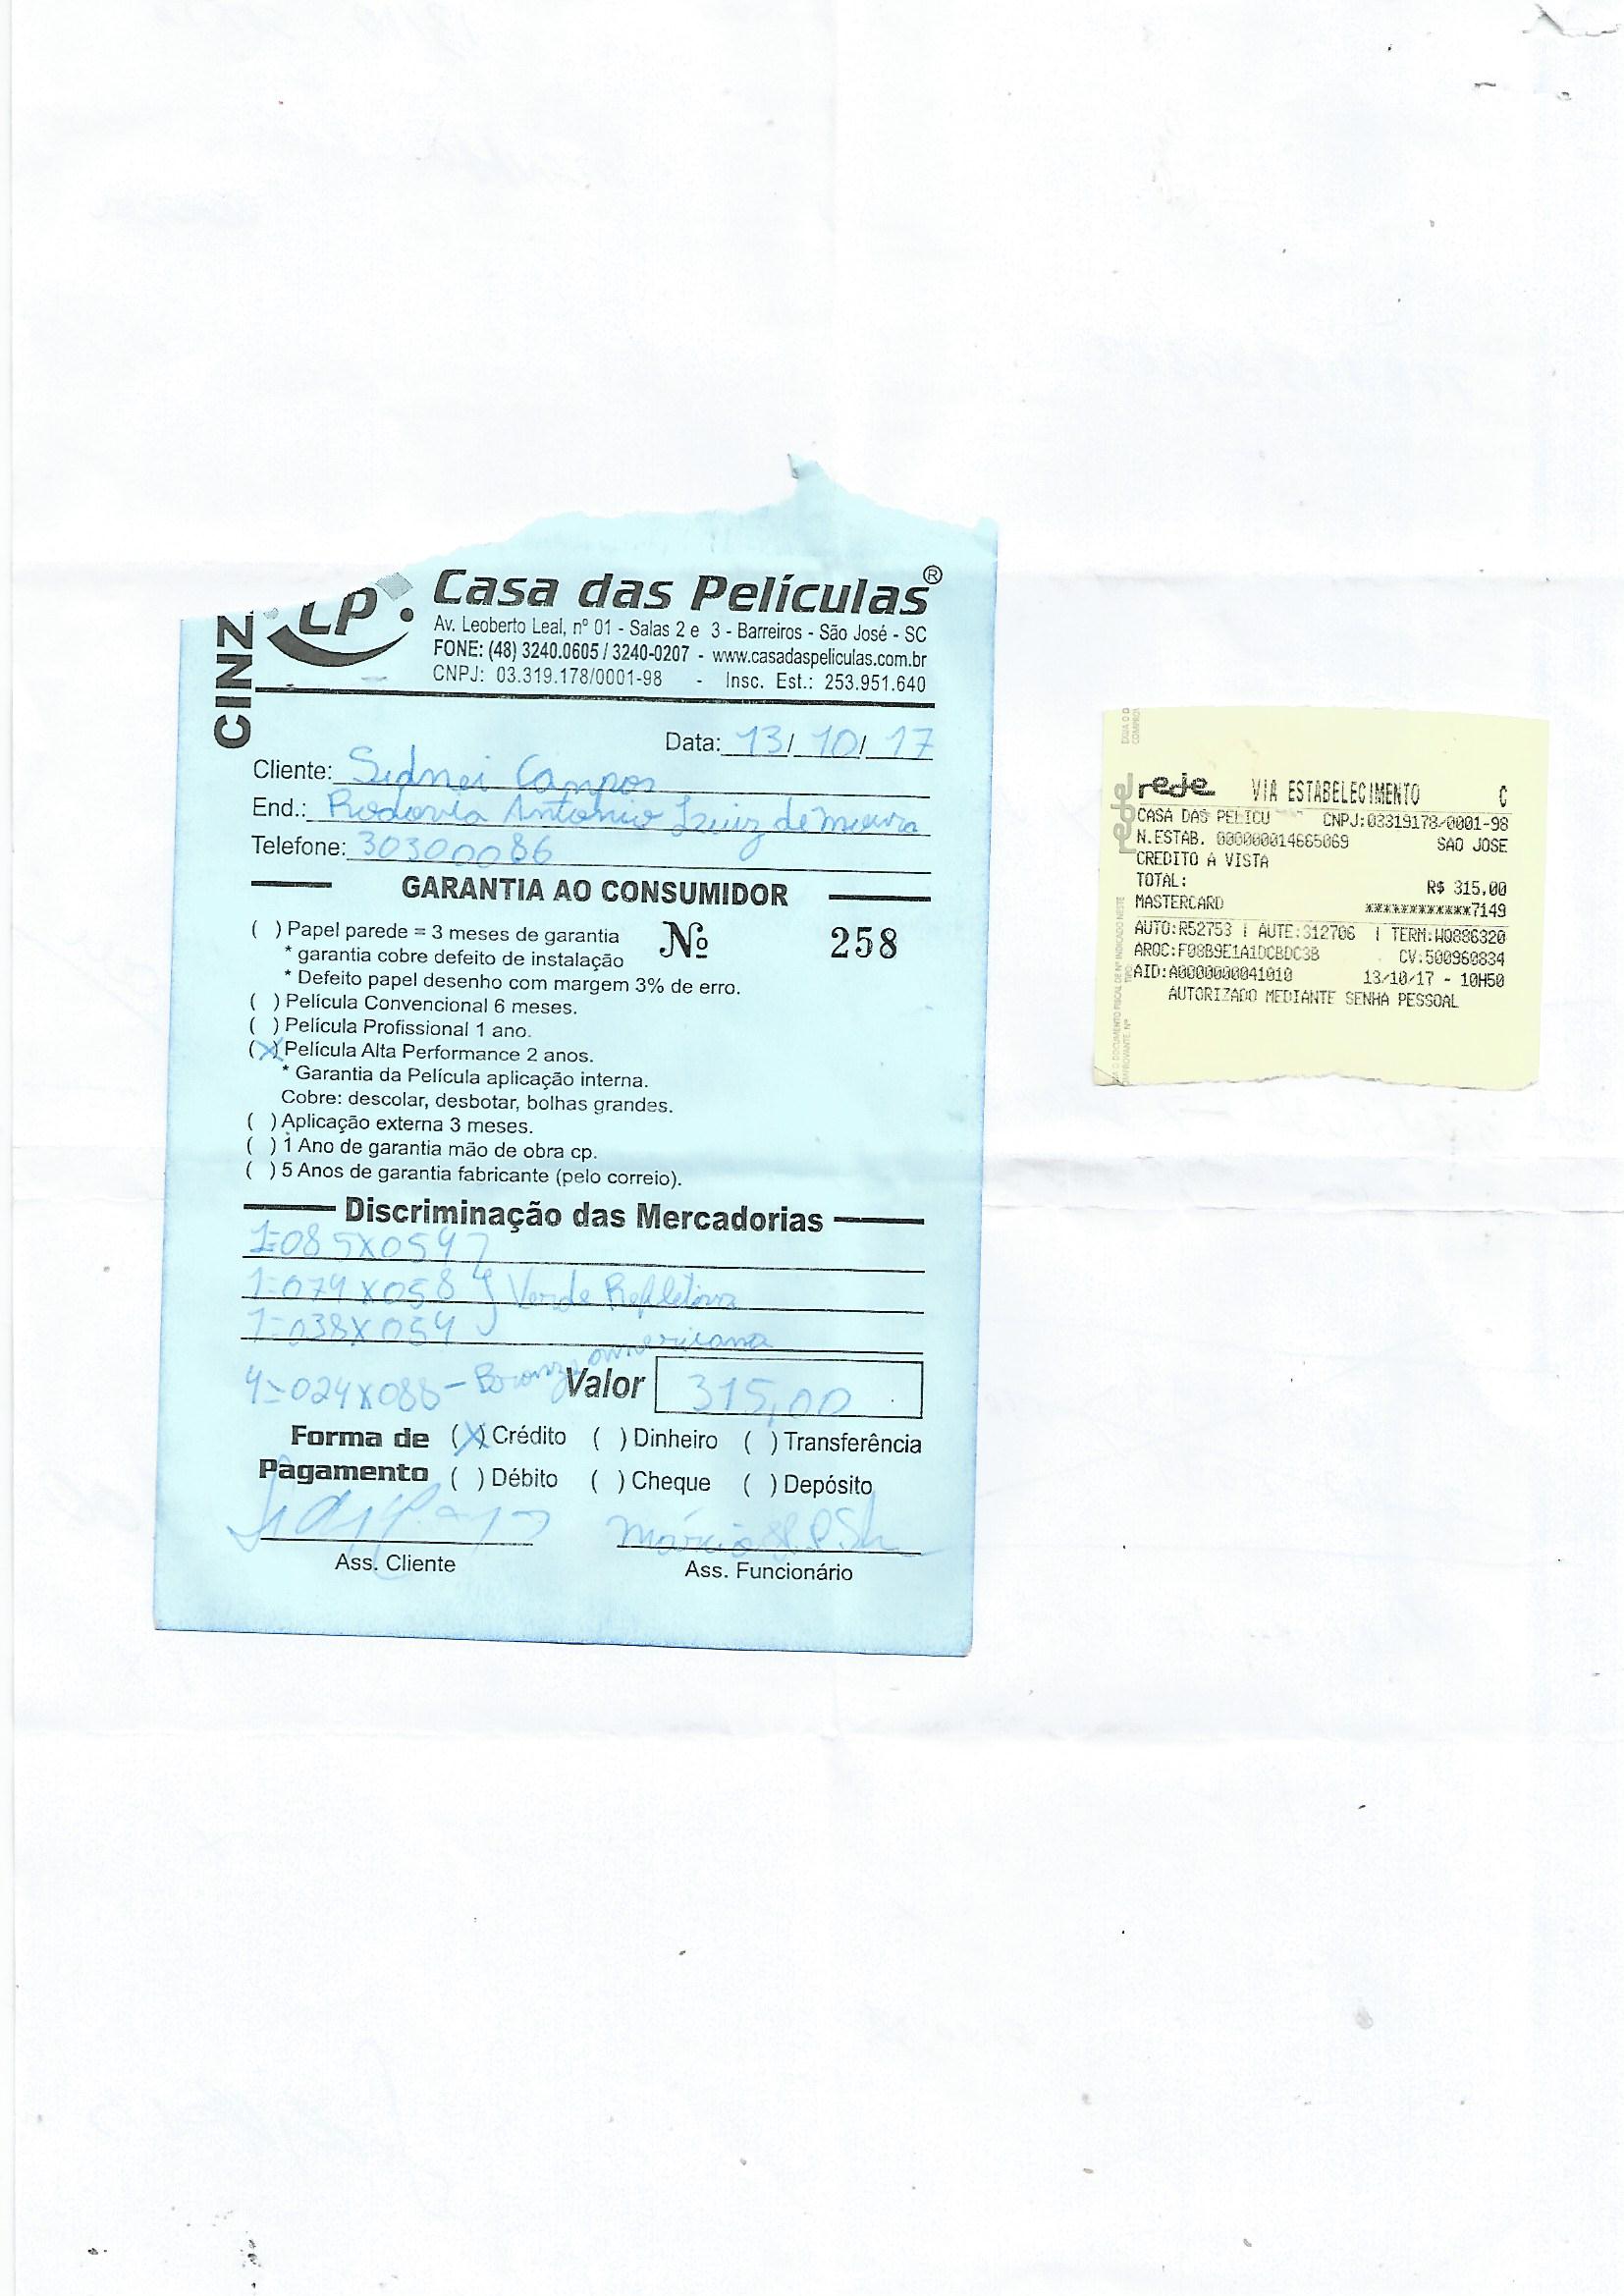 CINZ
LP
Casa das Películas®
Av. Leoberto Leal, nº 01 - Salas 2 e 3 - Barreiros - São José - SC
FONE: (48) 3240.0605 / 3240-0207 - www.casadaspeliculas.com.br
CNPJ: 03.319.178/0001-98 - Insc. Est.: 253.951.640
Data: 13/10/17
Cliente: Sidnei Campos
End.: Rodovia Antonio Luiz de Moura
Telefone: 30300086
GARANTIA AO CONSUMIDOR
( ) Papel parede = 3 meses de garantia Nº 258
* garantia cobre defeito de instalação
* Defeito papel desenho com margem 3% de erro.
( ) Película Convencional 6 meses.
( ) Película Profissional 1 ano.
(X) Película Alta Performance 2 anos.
* Garantia da Película aplicação interna.
Cobre: descolar, desbotar, bolhas grandes.
( ) Aplicação externa 3 meses.
( ) 1 Ano de garantia mão de obra cp.
( ) 5 Anos de garantia fabricante (pelo correio).
Discriminação das Mercadorias
1=085X059
1=074X058 Verde Refletiva
1=038X054
4=024X088 - Bronze americana
Valor 315,00
Forma de Pagamento (X) Crédito ( ) Dinheiro ( ) Transferência
( ) Débito ( ) Cheque ( ) Depósito
Ass. Cliente Ass. Funcionário
rede VIA ESTABELECIMENTO C
CASA DAS PELICU CNPJ:03319178/0001-98
N.ESTAB. 000000014665069 SAO JOSE
CREDITO A VISTA
TOTAL: R$ 315,00
MASTERCARD ************7149
AUTO:R52753 | AUTE:S12706 | TERM:WQ886320
ARQC:F08B9E1A1DCBDC3B CV:500960834
AID:A0000000041010 13/10/17 - 10H50
AUTORIZADO MEDIANTE SENHA PESSOAL